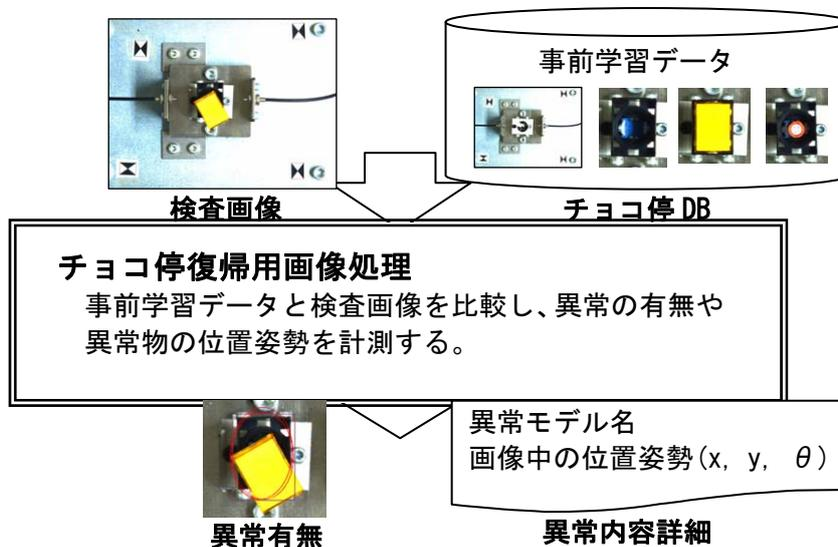 事前学習データ
検査画像
チョコ停 DB
チョコ停復帰用画像処理
事前学習データと検査画像を比較し、異常の有無や
異常物の位置姿勢を計測する。
異常モデル名
画像中の位置姿勢(x, y, θ)
異常有無
異常内容詳細